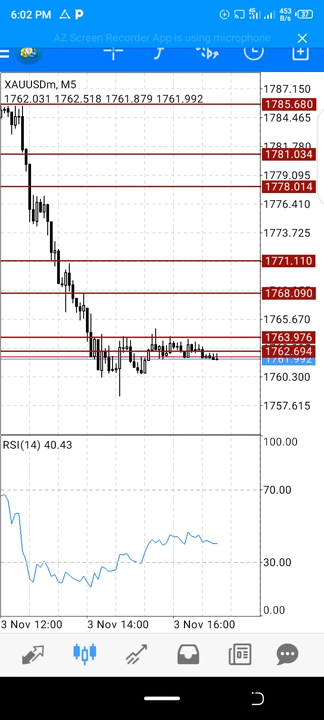 6:02 PM
453 B/s
37
AZ Screen Recorder App is using microphone
XAUUSDm, M5
1762.031 1762.518 1761.879 1761.992
1787.150
1785.680
1784.465
1781.034
1779.095
1778.014
1776.410
1773.725
1771.110
1768.090
1765.670
1763.976
1762.694
1761.992
1760.300
1757.615
RSI(14) 40.43
100.00
70.00
30.00
0.00
3 Nov 12:00
3 Nov 14:00
3 Nov 16:00